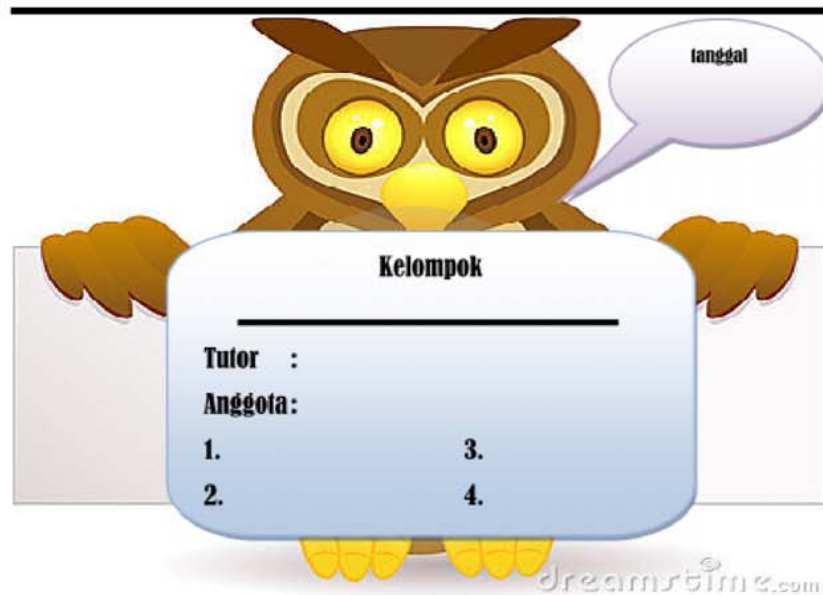 tanggal
Kelompok
Tutor :
Anggota :
1. 3.
2. 4.
dreamstime.com